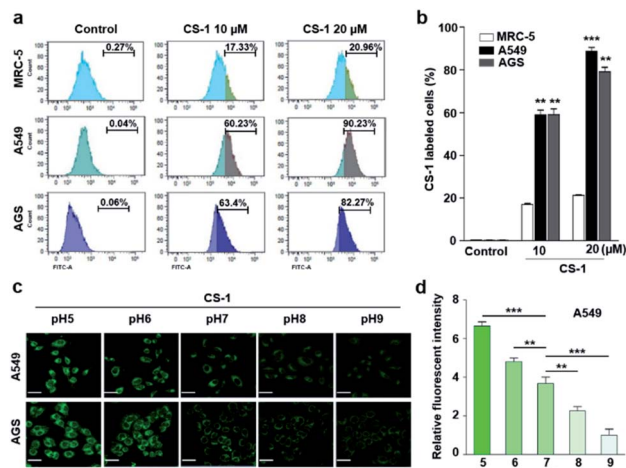 a
Control
CS-1 10 µM
CS-1 20 µM
MRC-5
Count
0.27%
17.33%
20.96%
A549
Count
0.04%
60.23%
90.23%
AGS
Count
0.06%
63.4%
82.27%
FITC-A
FITC-A
FITC-A
b
CS-1 labeled cells (%)
100
80
60
40
20
0
MRC-5
A549
AGS
** **
***
**
Control
10
20 (µM)
CS-1
c
CS-1
pH5
pH6
pH7
pH8
pH9
A549
AGS
d
A549
Relative fluorescent intensity
8
6
4
2
0
***
**
***
**
5
6
7
8
9